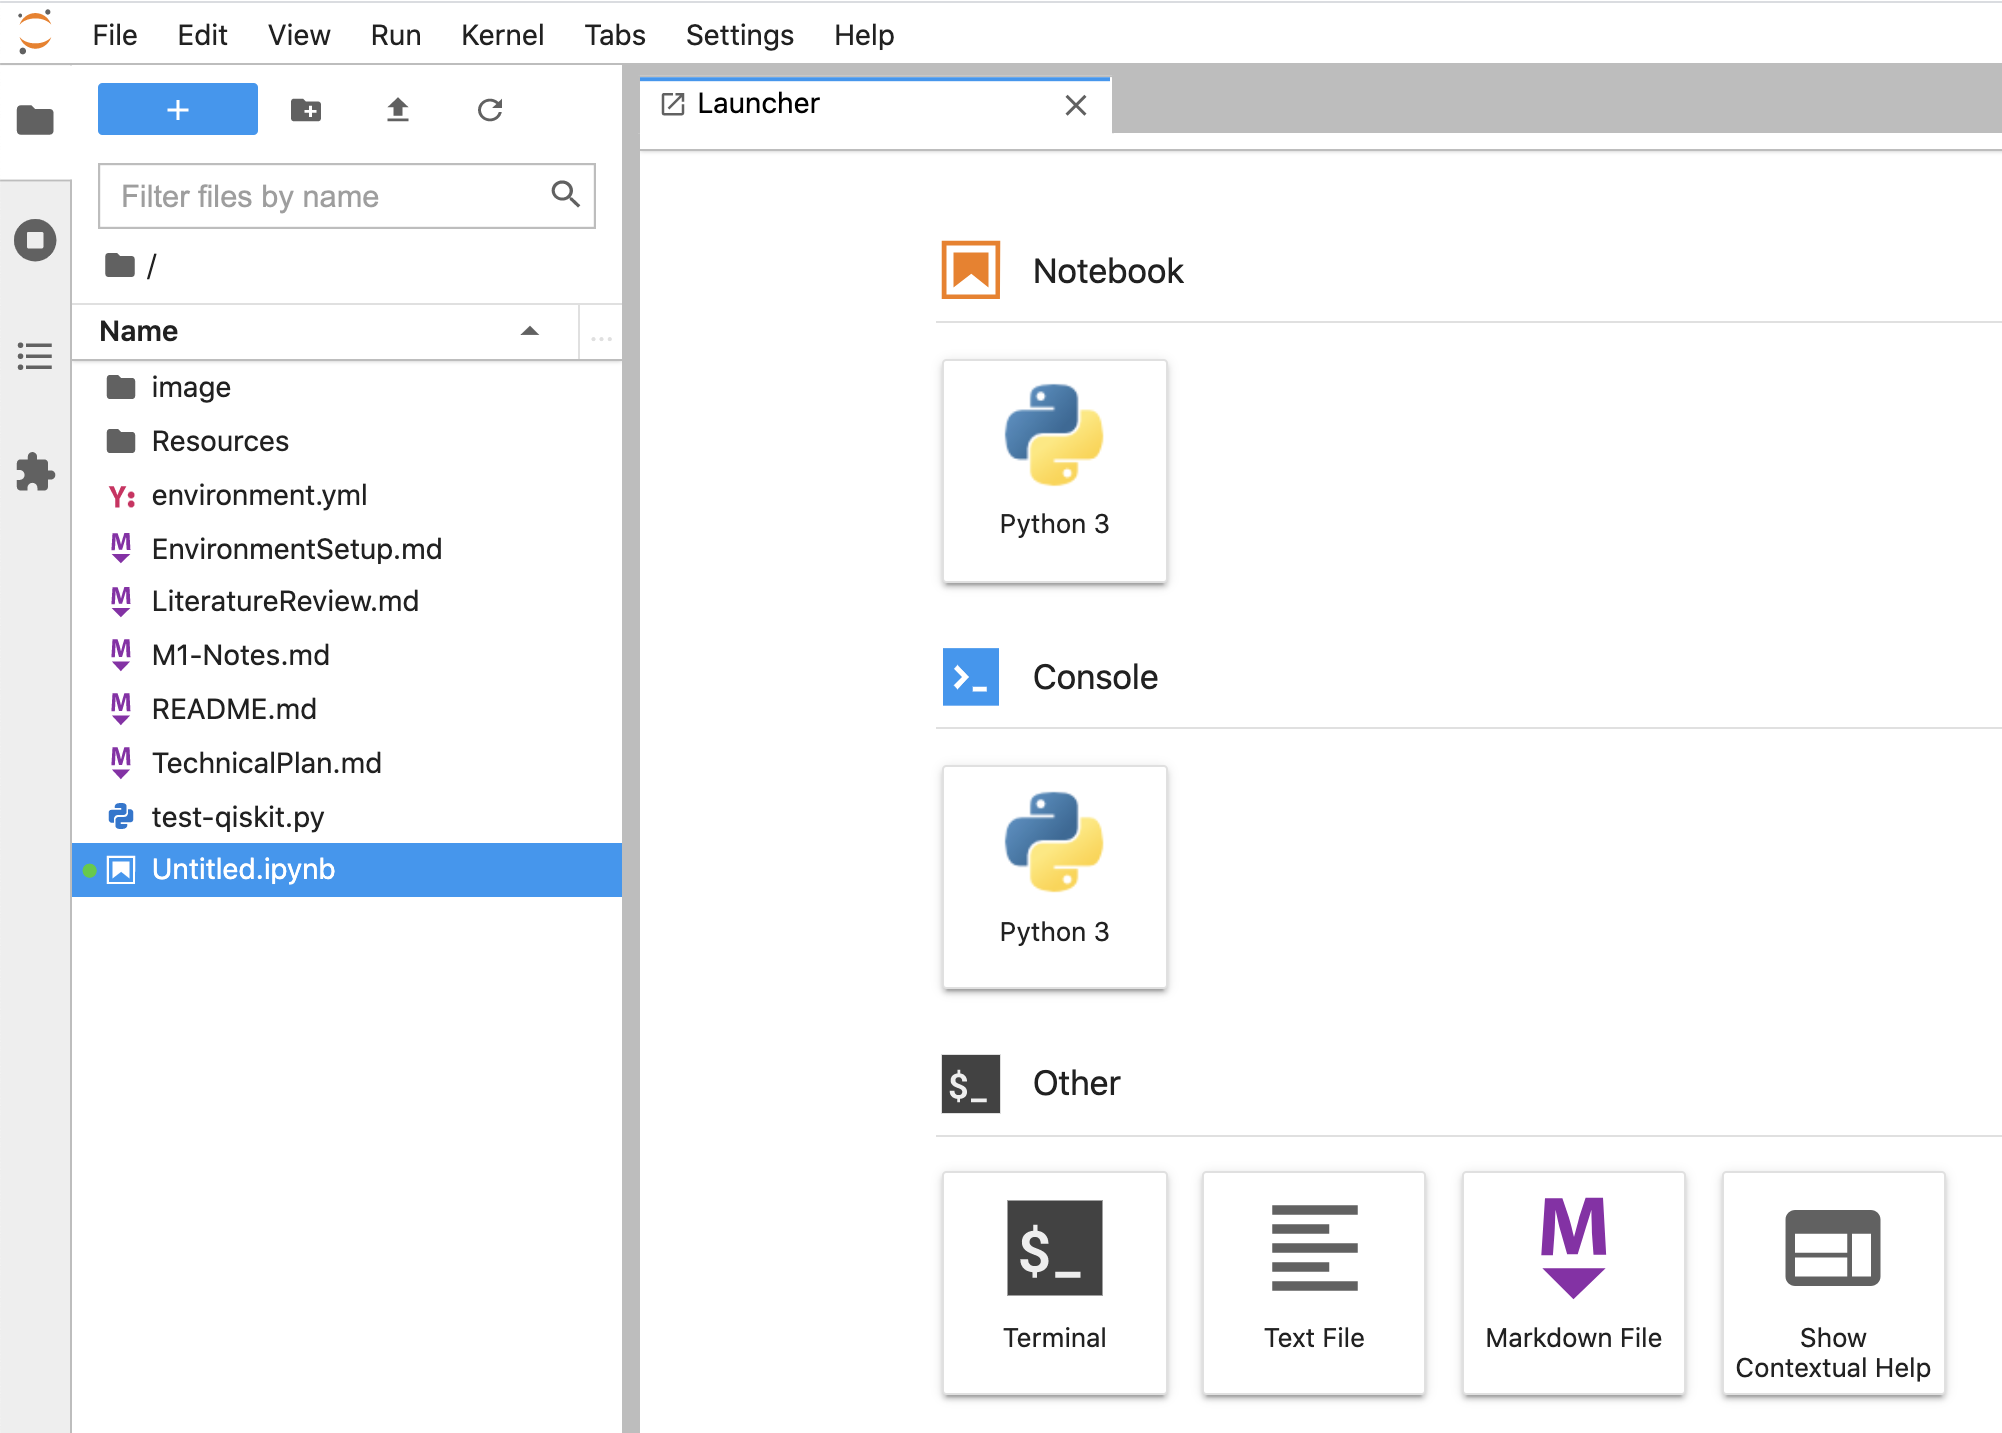 File Edit View Run Kernel Tabs Settings Help
+
Launcher
Filter files by name
/
Name
...
image
Resources
Y: environment.yml
M EnvironmentSetup.md
M LiteratureReview.md
M M1-Notes.md
M README.md
M TechnicalPlan.md
test-qiskit.py
Untitled.ipynb
Notebook
Python 3
Console
Python 3
$_ Other
$_
Terminal
Text File
M
Markdown File
Show
Contextual Help